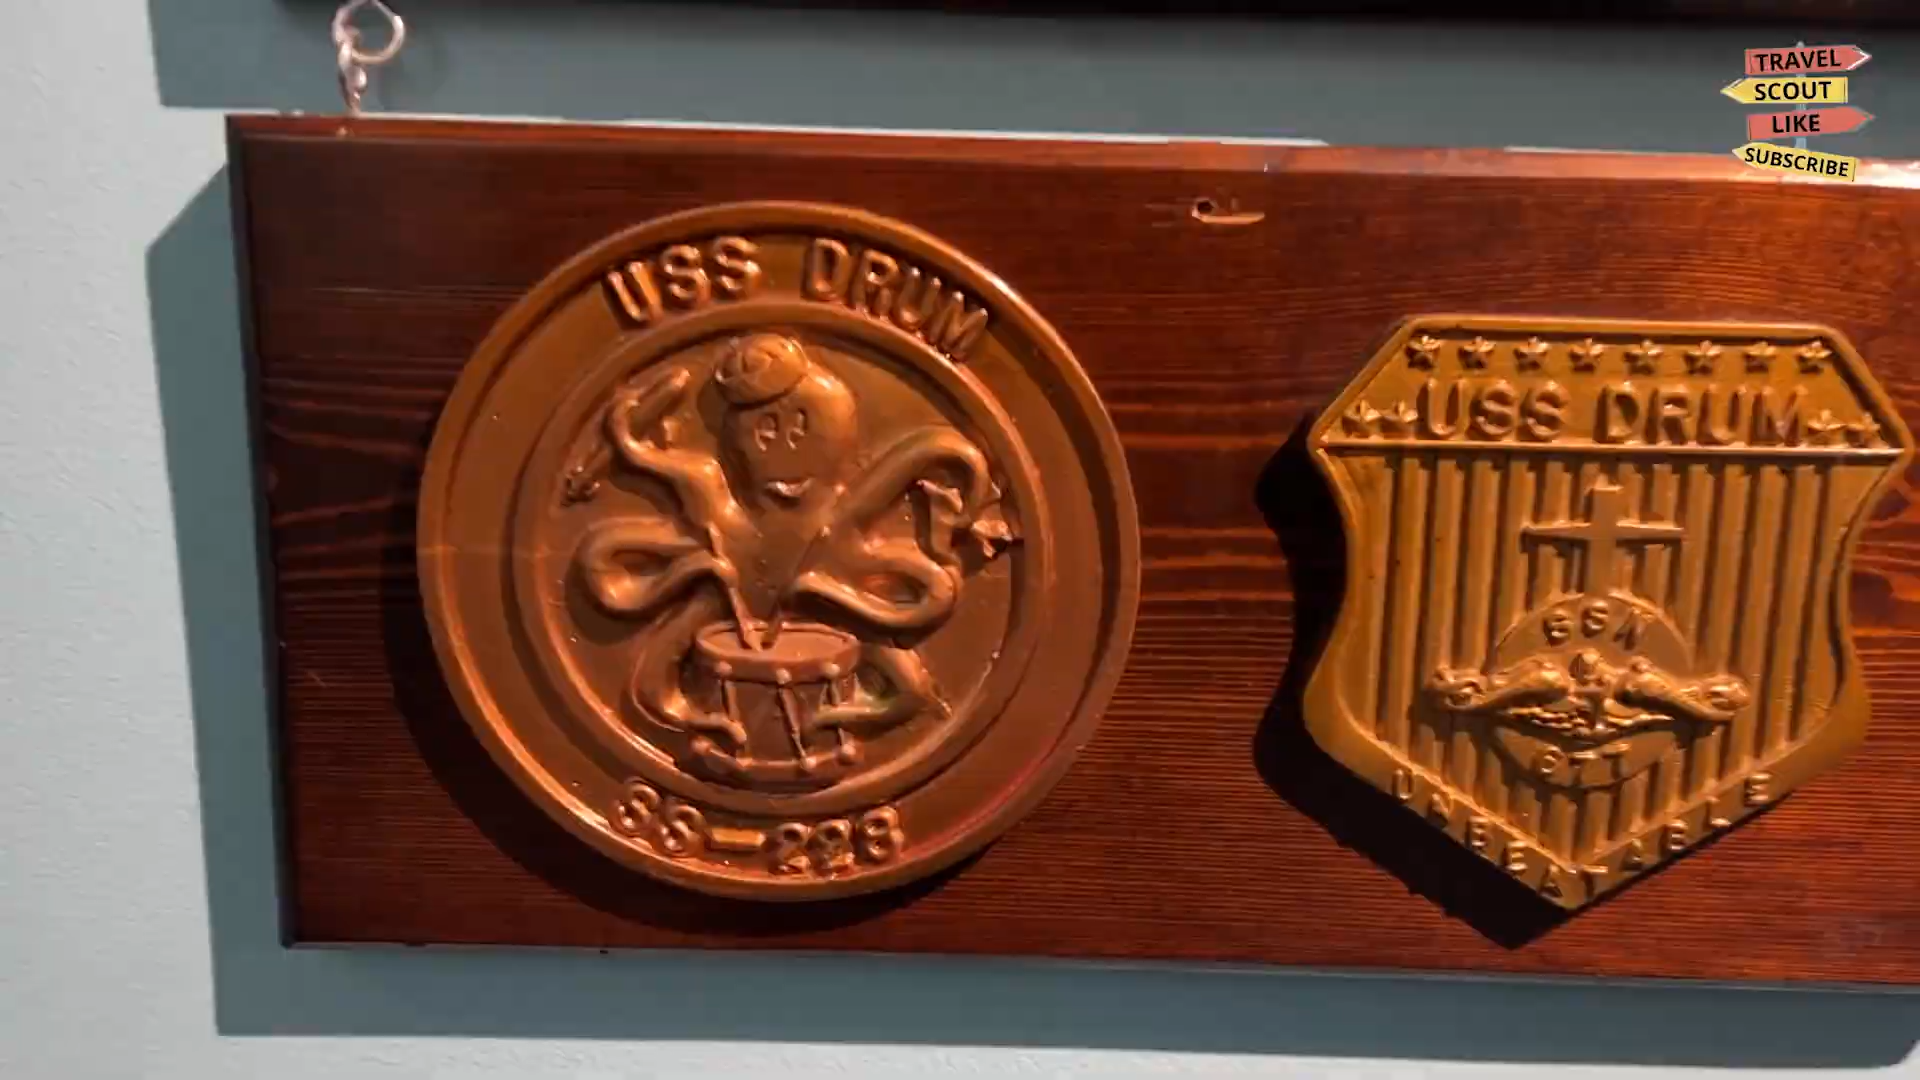 USS DRUM
SS-228
USS DRUM
SSN
677
UNBEATABLE
TRAVEL
SCOUT
LIKE
SUBSCRIBE